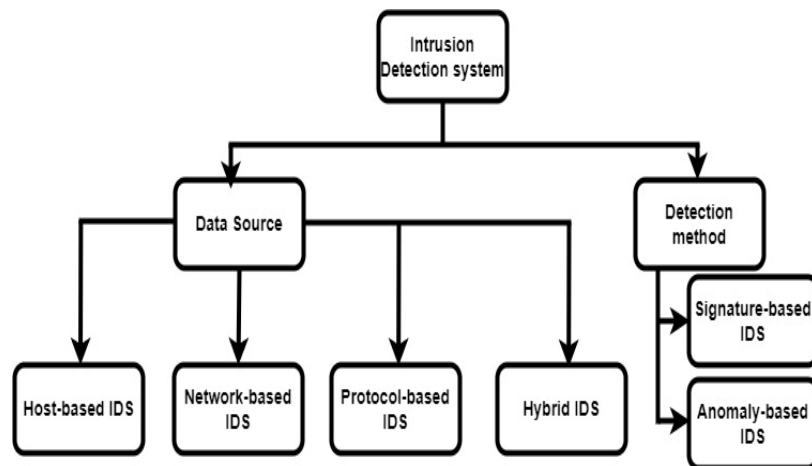 Intrusion
Detection system
Data Source
Detection
method
Signature-based
IDS
Host-based IDS
Network-based
IDS
Protocol-based
IDS
Hybrid IDS
Anomaly-based
IDS